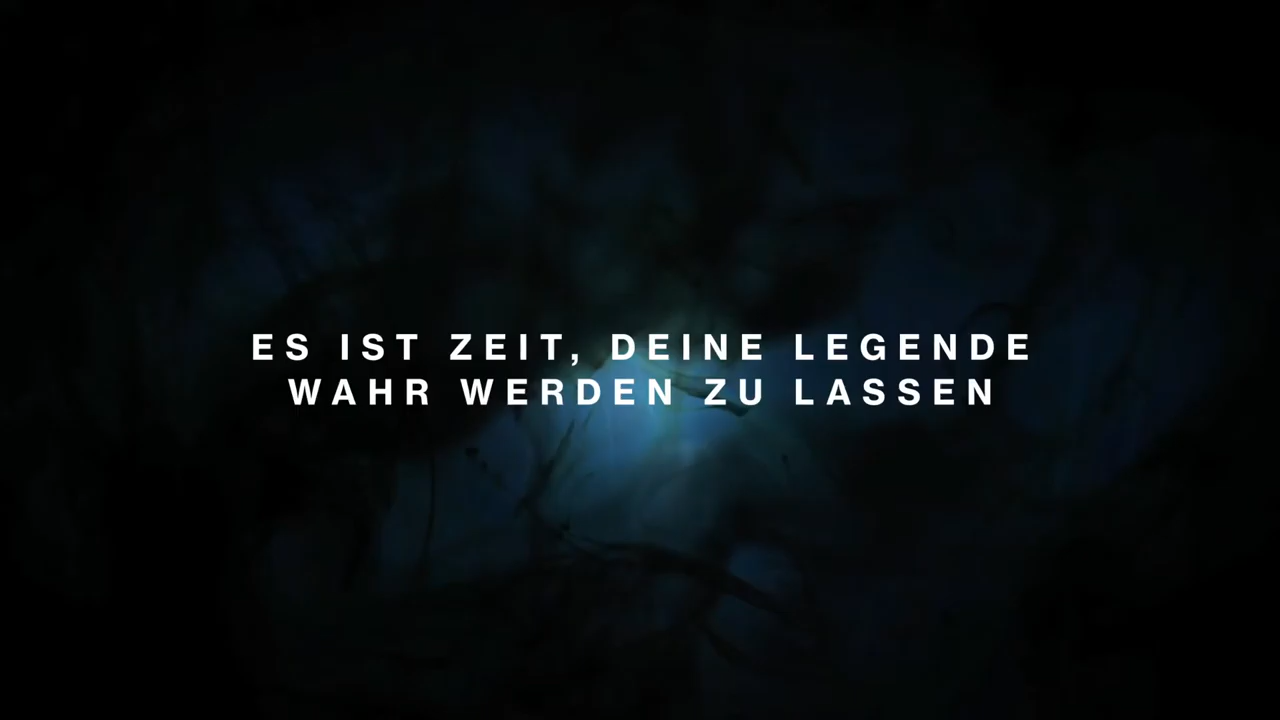 ES IST ZEIT, DEINE LEGENDE
WAHR WERDEN ZU LASSEN